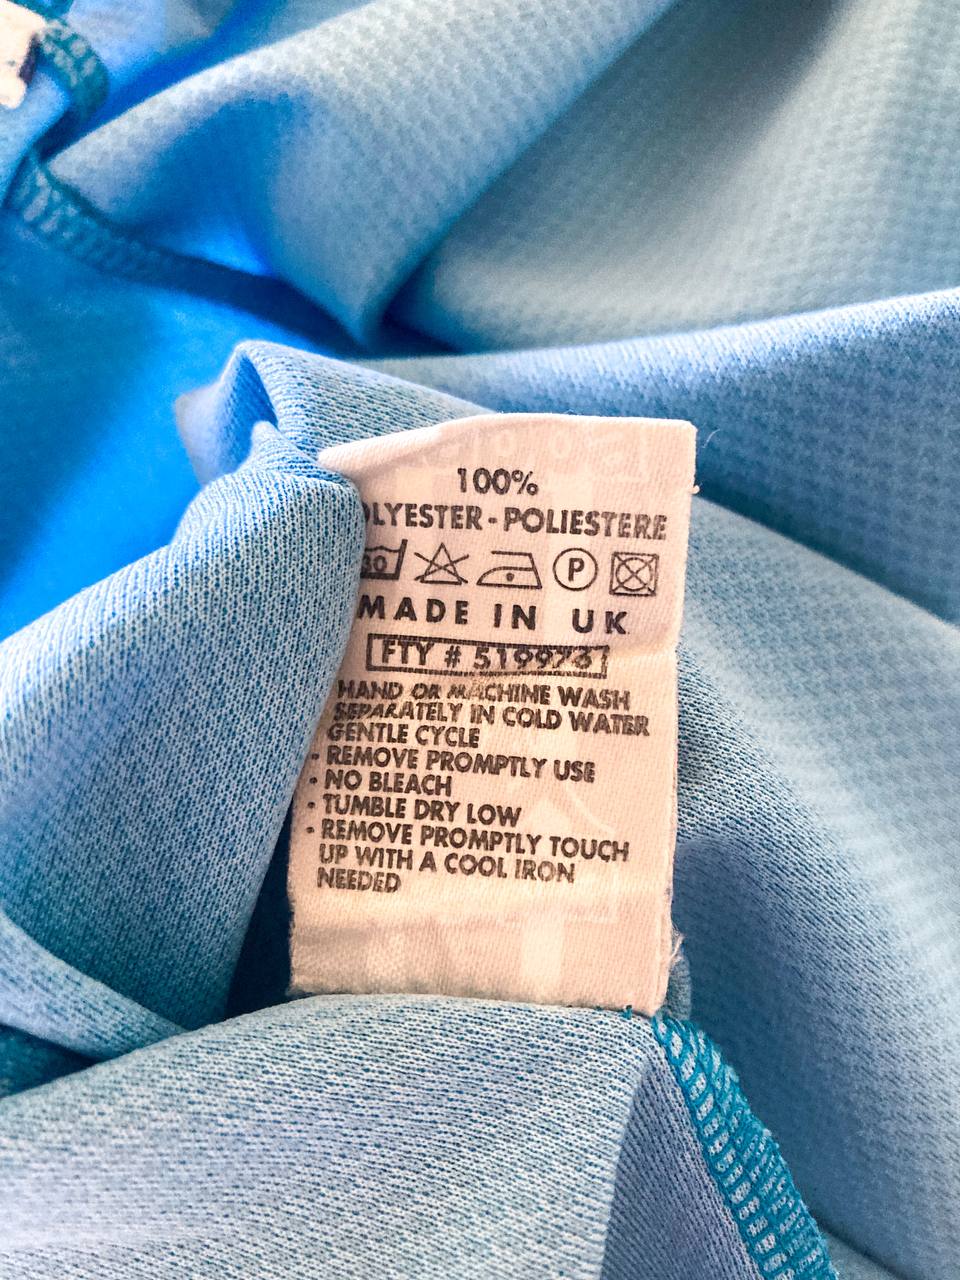 100%
OLYESTER - POLIESTERE
30 P
MADE IN UK
FTY #
HAND OR MACHINE WASH
SEPARATELY IN COLD WATER
GENTLE CYCLE
- REMOVE PROMPTLY USE
- NO BLEACH
- TUMBLE DRY LOW
- REMOVE PROMPTLY TOUCH
UP WITH A COOL IRON
NEEDED